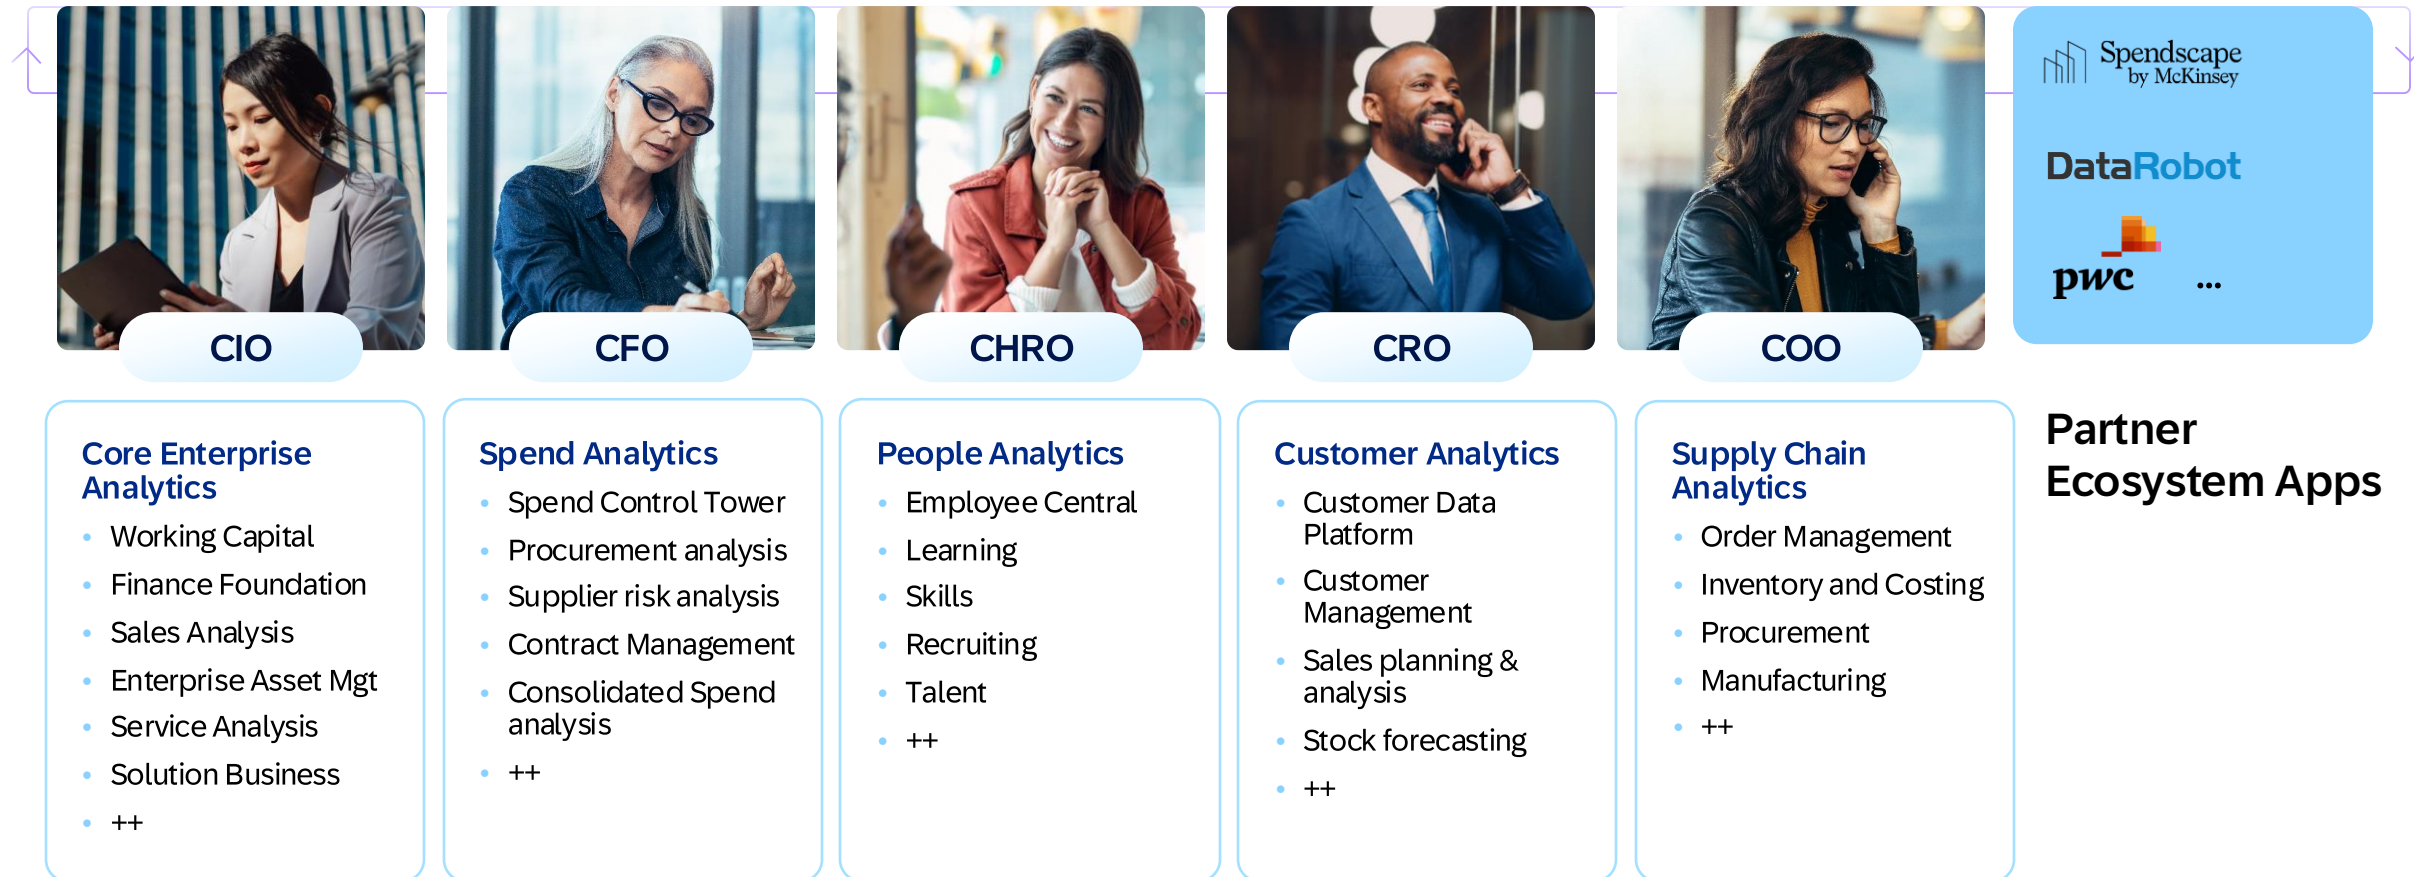 CIO
CFO
CHRO
CRO
COO
Spendscape
by McKinsey
DataRobot
pwc
...
Core Enterprise
Analytics
• Working Capital
• Finance Foundation
• Sales Analysis
• Enterprise Asset Mgt
• Service Analysis
• Solution Business
• ++
Spend Analytics
• Spend Control Tower
• Procurement analysis
• Supplier risk analysis
• Contract Management
• Consolidated Spend
analysis
• ++
People Analytics
• Employee Central
• Learning
• Skills
• Recruiting
• Talent
• ++
Customer Analytics
• Customer Data
Platform
• Customer
Management
• Sales planning &
analysis
• Stock forecasting
• ++
Supply Chain
Analytics
• Order Management
• Inventory and Costing
• Procurement
• Manufacturing
• ++
Partner
Ecosystem Apps